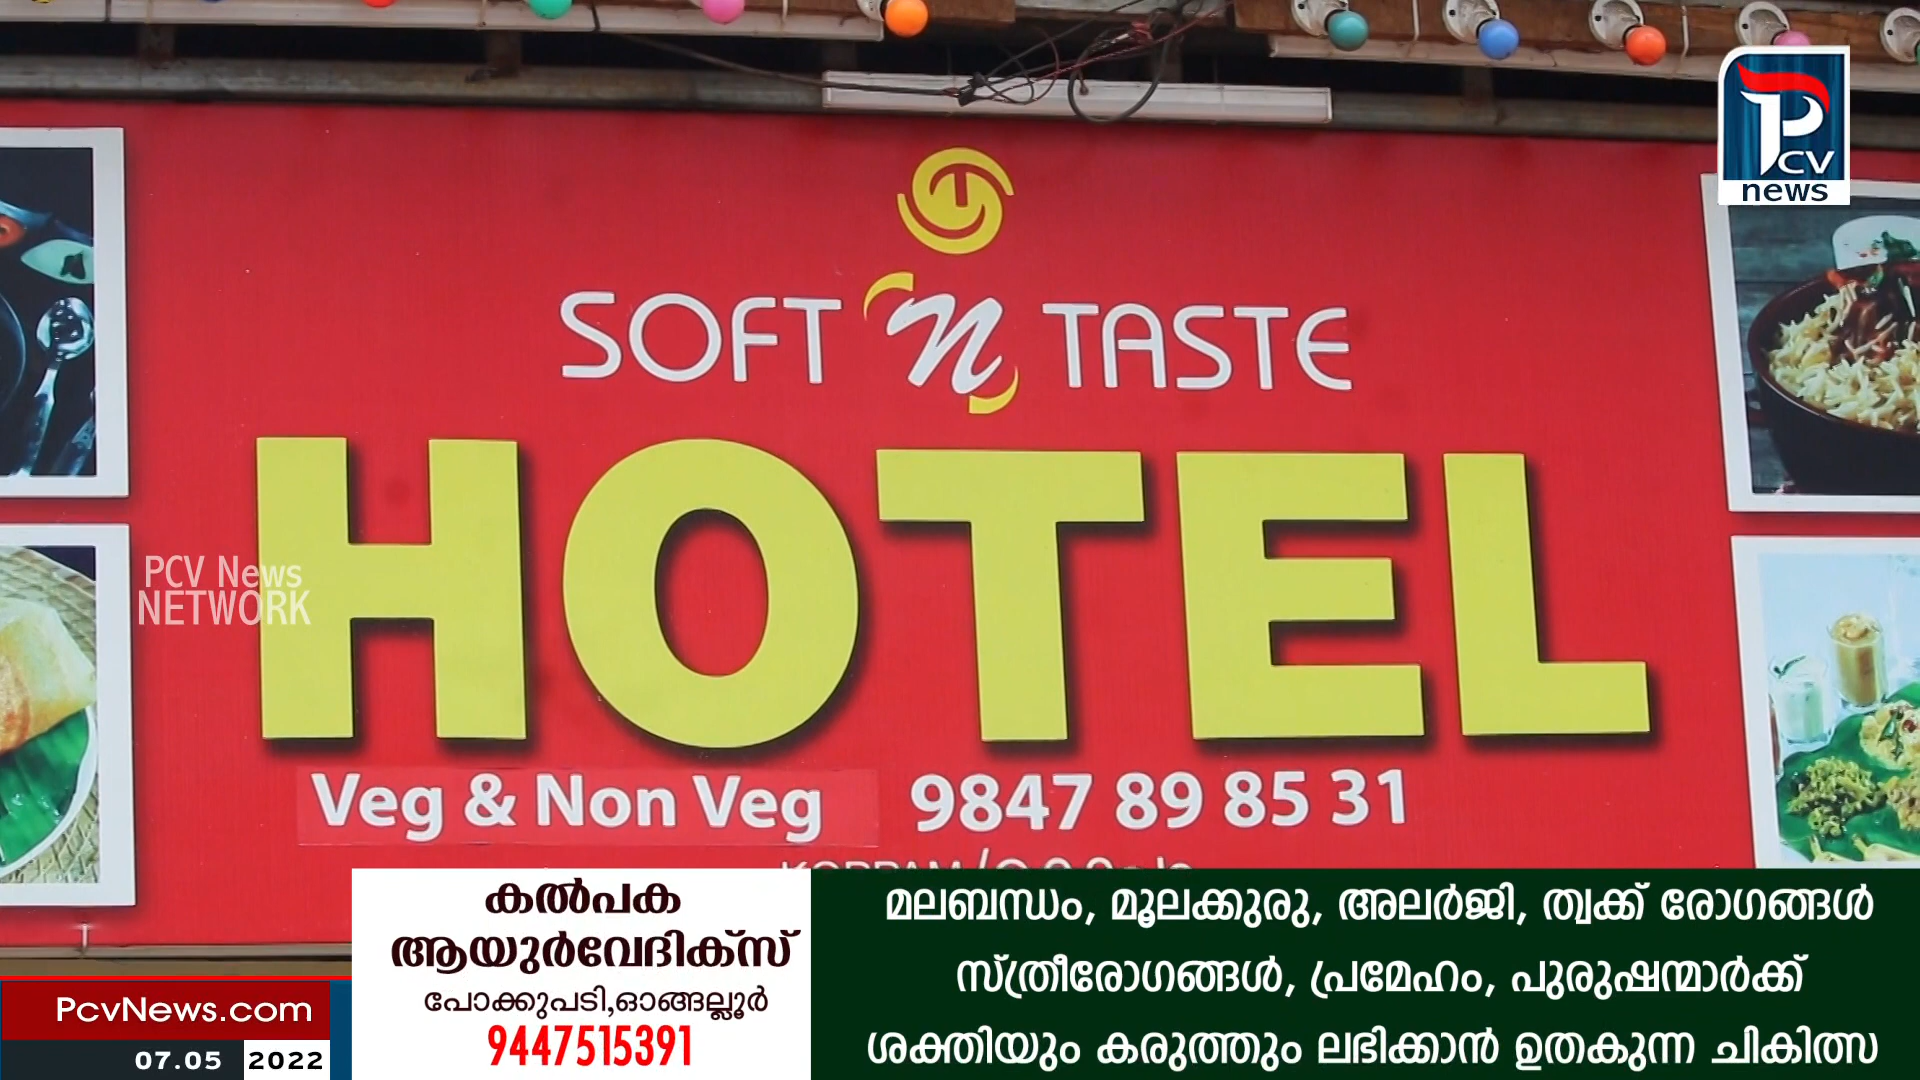 PCV
news
SOFT 'n TASTE
HOTEL
PCV News
NETWORK
Veg & Non Veg 9847 89 85 31
കൽപക
ആയുർവേദിക്സ്
പോക്കുപടി,ഓങ്ങല്ലൂർ
9447515391
മലബന്ധം, മൂലക്കുരു, അലർജി, ത്വക്ക് രോഗങ്ങൾ
സ്ത്രീരോഗങ്ങൾ, പ്രമേഹം, പുരുഷന്മാർക്ക്
ശക്തിയും കരുത്തും ലഭിക്കാൻ ഉതകുന്ന ചികിത്സ
PcvNews.com
07.05 2022